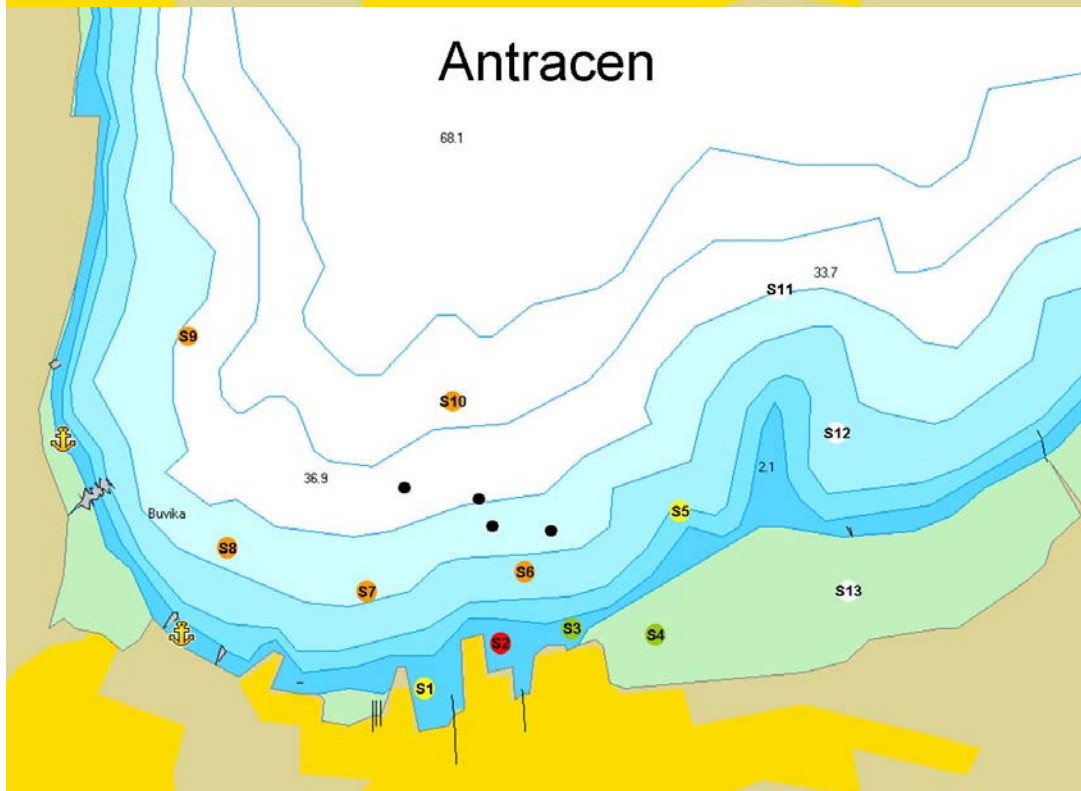 Antracen
68.1
33.7
S11
S9
S10
S12
2.1
36.9
Buvika
S5
S8
S6
S7
S13
S3
S4
S2
S1